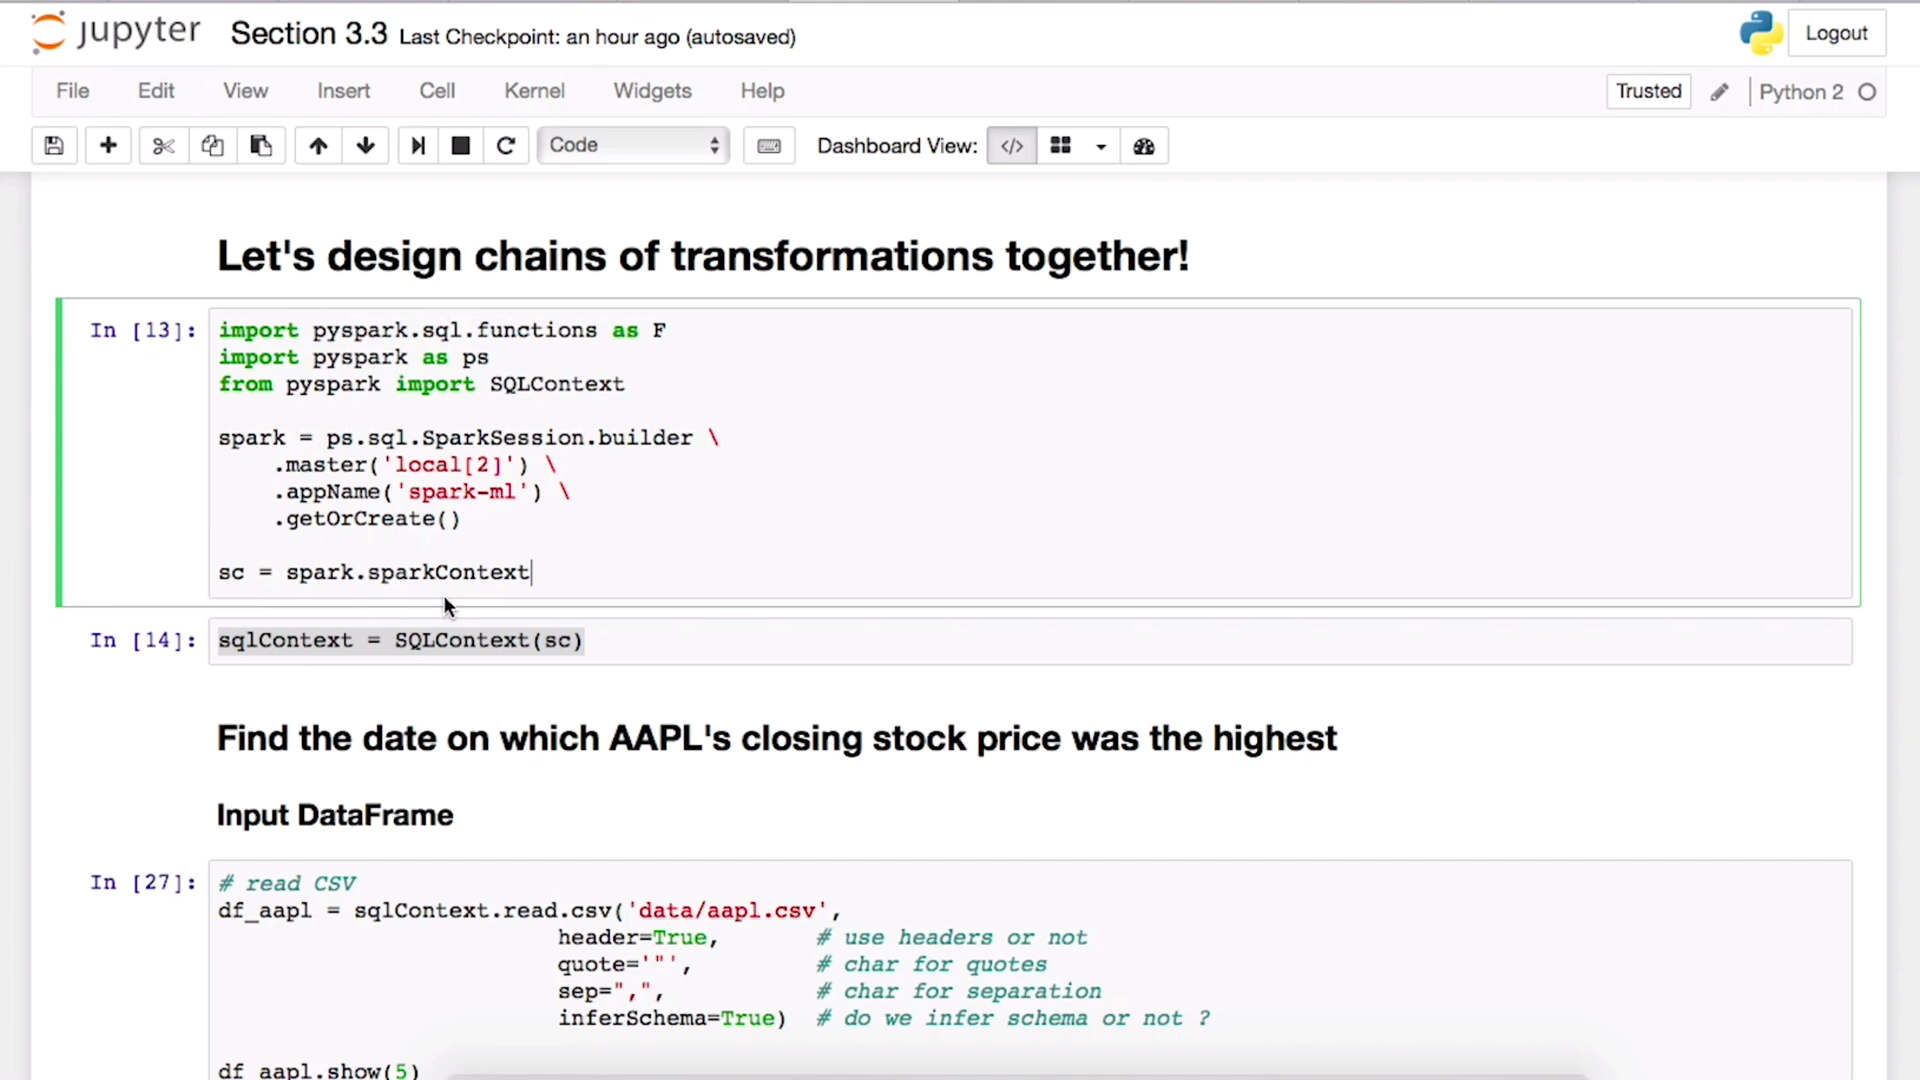 jupyter Section 3.3 Last Checkpoint: an hour ago (autosaved) Logout
File Edit View Insert Cell Kernel Widgets Help Trusted Python 2
Code Dashboard View: </>
Let's design chains of transformations together!
In [13]: import pyspark.sql.functions as F
import pyspark as ps
from pyspark import SQLContext
spark = ps.sql.SparkSession.builder \
.master('local[2]') \
.appName('spark-ml') \
.getOrCreate()
sc = spark.sparkContext
In [14]: sqlContext = SQLContext(sc)
Find the date on which AAPL's closing stock price was the highest
Input DataFrame
In [27]: # read CSV
df_aapl = sqlContext.read.csv('data/aapl.csv',
header=True, # use headers or not
quote='"', # char for quotes
sep=",", # char for separation
inferSchema=True) # do we infer schema or not ?
df_aapl.show(5)